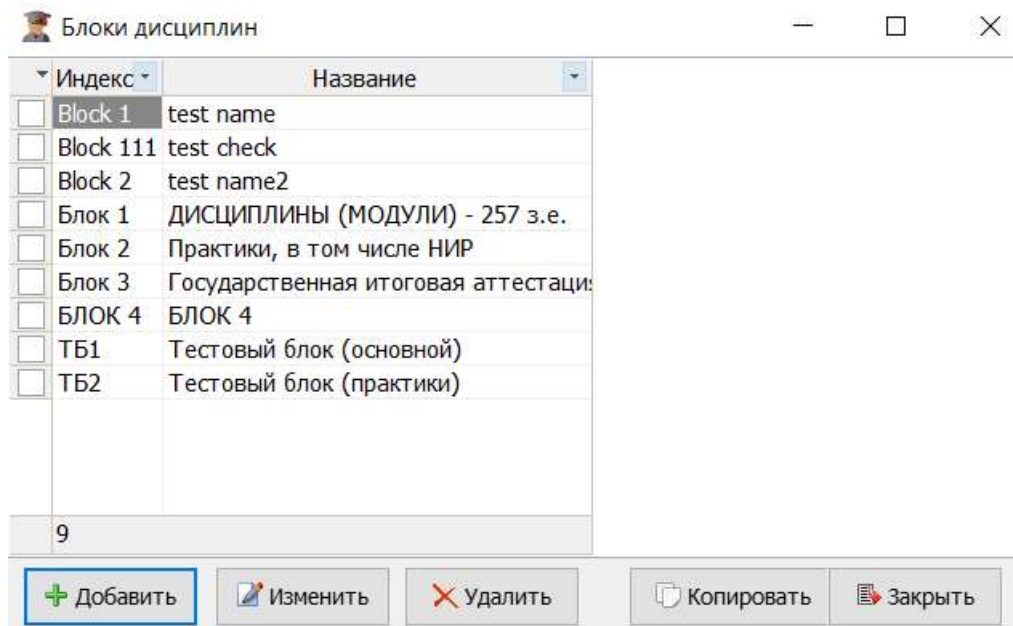 Блоки дисциплин
Индекс Название
Block 1 test name
Block 111 test check
Block 2 test name2
Блок 1 ДИСЦИПЛИНЫ (МОДУЛИ) - 257 з.е.
Блок 2 Практики, в том числе НИР
Блок 3 Государственная итоговая аттестаци
БЛОК 4 БЛОК 4
ТБ1 Тестовый блок (основной)
ТБ2 Тестовый блок (практики)
9
Добавить Изменить Удалить Копировать Закрыть